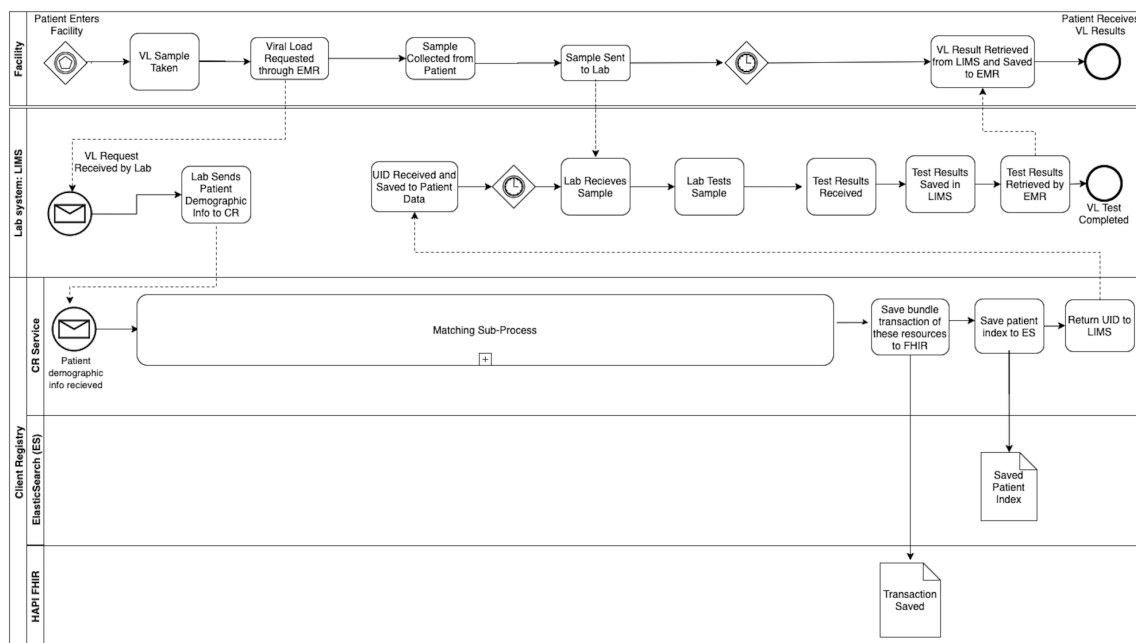 Patient Enters
Facility
Patient Receives
VL Results
Facility
VL Sample
Taken
Viral Load
Requested
through EMR
Sample
Collected from
Patient
Sample Sent
to Lab
VL Result Retrieved
from LIMS and Saved
to EMR
Lab system: LIMS
VL Request
Received by Lab
Lab Sends
Patient
Demographic
Info to CR
UID Received and
Saved to Patient
Data
Lab Recieves
Sample
Lab Tests
Sample
Test Results
Received
Test Results
Saved in
LIMS
Test Results
Retrieved by
EMR
VL Test
Completed
Client Registry
CR Service
Patient
demographic
info recieved
Matching Sub-Process
Save bundle
transaction of
these resources
to FHIR
Save patient
index to ES
Return UID to
LIMS
ElasticSearch (ES)
Saved
Patient
Index
HAPI FHIR
Transaction
Saved